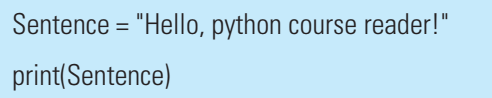 Sentence = "Hello, python course reader!"
print(Sentence)